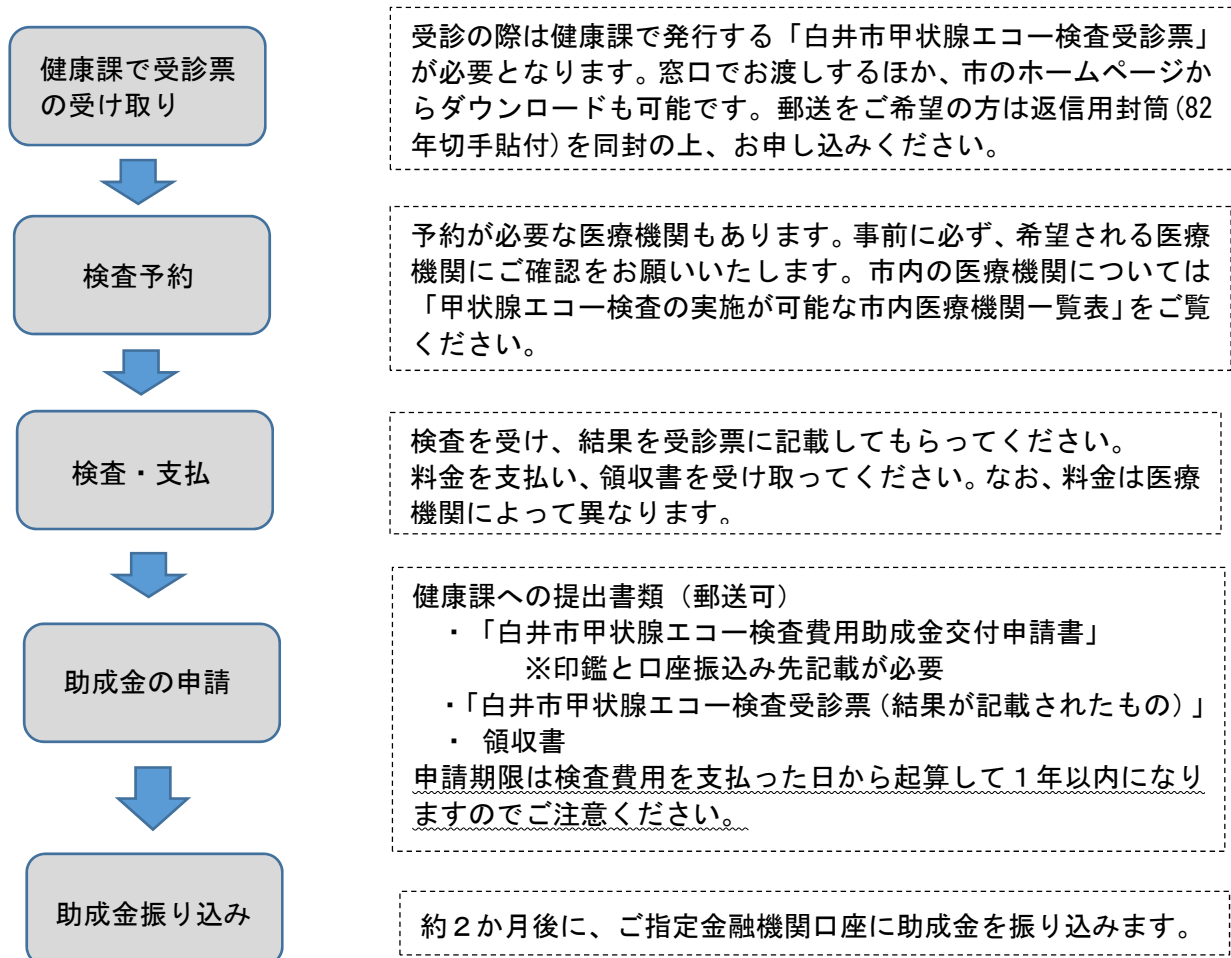 健康課で受診票
の受け取り
受診の際は健康課で発行する「白井市甲状腺エコー検査受診票」
が必要となります。窓口でお渡しするほか、市のホームページか
らダウンロードも可能です。郵送をご希望の方は返信用封筒(82
年切手貼付)を同封の上、お申し込みください。
検査予約
予約が必要な医療機関もあります。事前に必ず、希望される医療
機関にご確認をお願いいたします。市内の医療機関については
「甲状腺エコー検査の実施が可能な市内医療機関一覧表」をご覧
ください。
検査・支払
検査を受け、結果を受診票に記載してもらってください。
料金を支払い、領収書を受け取ってください。なお、料金は医療
機関によって異なります。
助成金の申請
健康課への提出書類(郵送可)
・「白井市甲状腺エコー検査費用助成金交付申請書」
※印鑑と口座振込み先記載が必要
・「白井市甲状腺エコー検査受診票(結果が記載されたもの)」
・ 領収書
申請期限は検査費用を支払った日から起算して1年以内になり
ますのでご注意ください。
助成金振り込み
約2か月後に、ご指定金融機関口座に助成金を振り込みます。